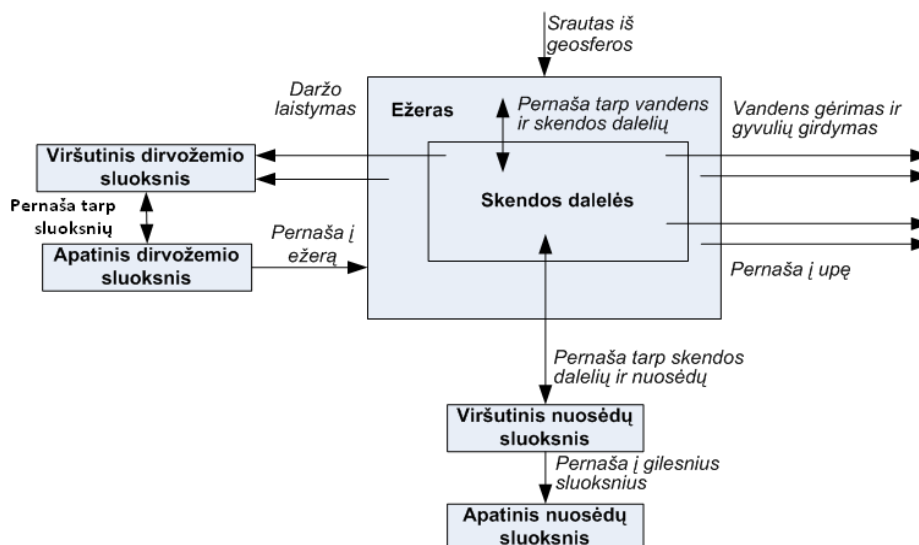 Srautas iš
geosferos
Daržo
laistymas
Ežeras
Pernaša tarp vandens
ir skendos dalelių
Vandens gėrimas ir
gyvulių girdymas
Viršutinis dirvožemio
sluoksnis
Skendos dalelės
Pernaša tarp
sluoksnių
Pernaša į
ežerą
Apatinis dirvožemio
sluoksnis
Pernaša į upę
Pernaša tarp skendos
dalelių ir nuosėdų
Viršutinis nuosėdų
sluoksnis
Pernaša į gilesnius
sluoksnius
Apatinis nuosėdų
sluoksnis